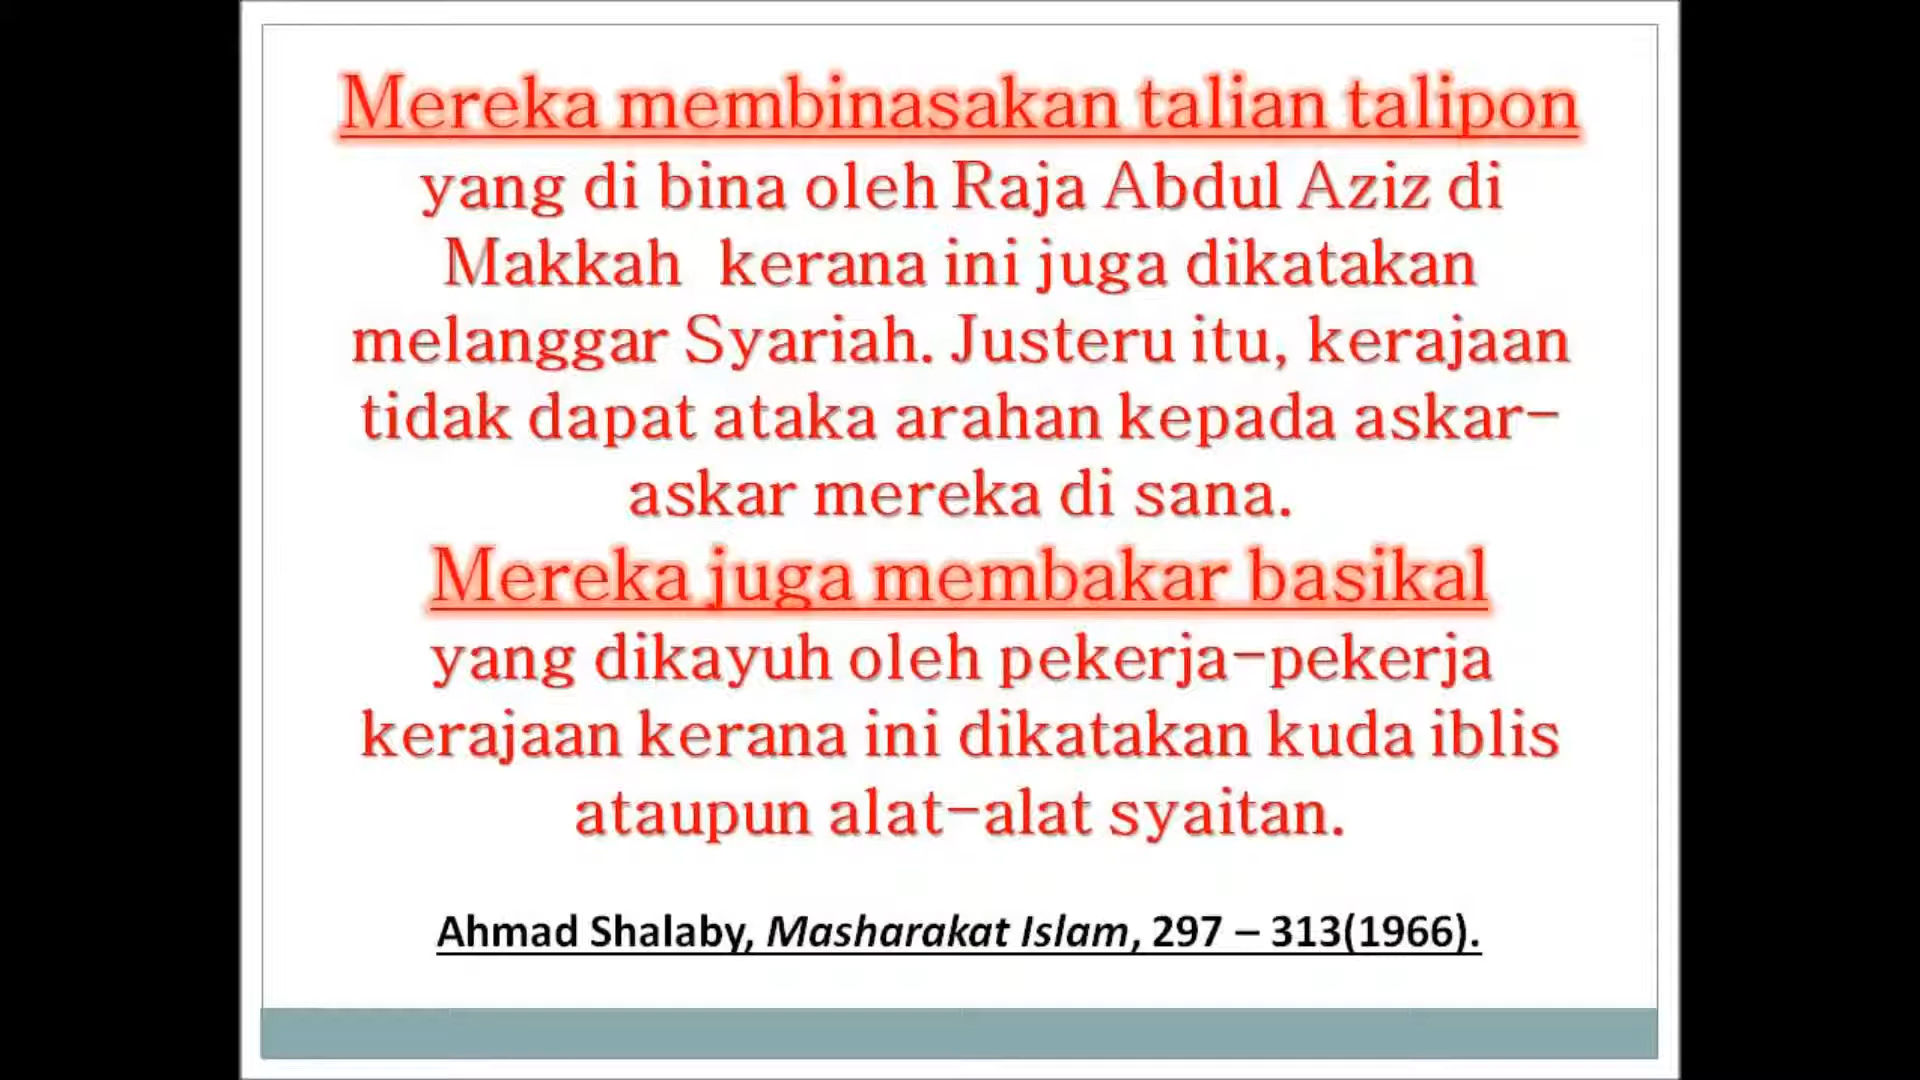 Mereka membinasakan talian talipon
yang di bina oleh Raja Abdul Aziz di
Makkah kerana ini juga dikatakan
melanggar Syariah. Justeru itu, kerajaan
tidak dapat ataka arahan kepada askar-
askar mereka di sana.
Mereka juga membakar basikal
yang dikayuh oleh pekerja-pekerja
kerajaan kerana ini dikatakan kuda iblis
ataupun alat-alat syaitan.
Ahmad Shalaby, Masharakat Islam, 297 – 313(1966).